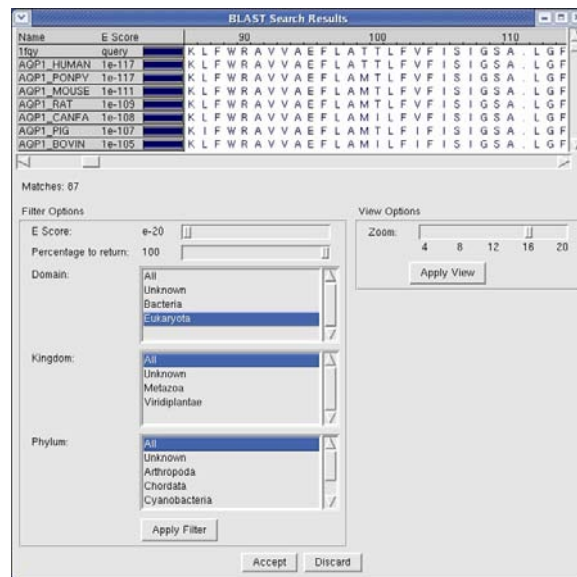 BLAST Search Results
Name E Score 90 100 110
1fqy query K L F W R A V V A E F L A T T L F V F I S I G S A . L G F
AQP1_HUMAN 1e-117 K L F W R A V V A E F L A T T L F V F I S I G S A . L G F
AQP1_PONPY 1e-117 K L F W R A V V A E F L A M T L F V F I S I G S A . L G F
AQP1_MOUSE 1e-111 K L F W R A V V A E F L A M T L F V F I S I G S A . L G F
AQP1_RAT 1e-109 K L F W R A V V A E F L A M T L F V F I S I G S A . L G F
AQP1_CANFA 1e-108 K L F W R A V V A E F L A M I L F V F I S I G S A . L G F
AQP1_PIG 1e-107 K I F W R A V V A E F L A M T L F I F I S I G S A . L G F
AQP1_BOVIN 1e-105 K L F W R A V V A E F L A M I L F I F I S I G S A . L G F
Matches: 87
Filter Options
E Score: e-20
Percentage to return: 100
Domain:
All
Unknown
Bacteria
Eukaryota
Kingdom:
All
Unknown
Metazoa
Viridiplantae
Phylum:
All
Unknown
Arthropoda
Chordata
Cyanobacteria
Apply Filter
View Options
Zoom:
4 8 12 16 20
Apply View
Accept Discard